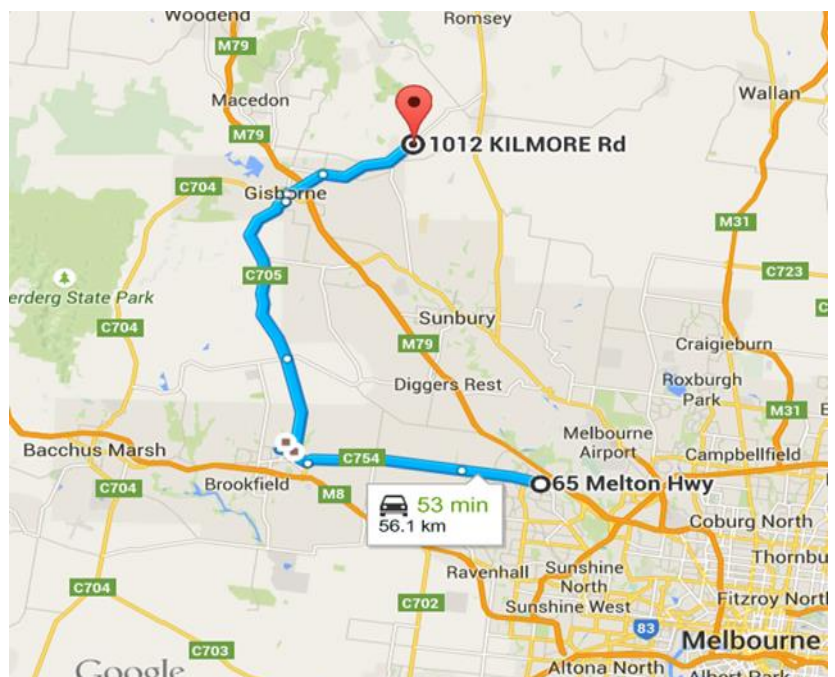 Woodend
Romsey
M79
Macedon
Wallan
M79
1012 KILMORE Rd
C704
Gisborne
M31
C705
C723
erderg State Park
C704
Sunbury
M79
Craigieburn
Diggers Rest
Roxburgh
Park
M31
Melbourne
Airport
Bacchus Marsh
C754
Campbellfield
C704
Brookfield
M8
65 Melton Hwy
53 min
56.1 km
Coburg North
Ravenhall
Sunshine
North
Thornbu
C704
C702
Sunshine West
Fitzroy North
83
C703
Melbourne
Google
Altona North
Albert Park